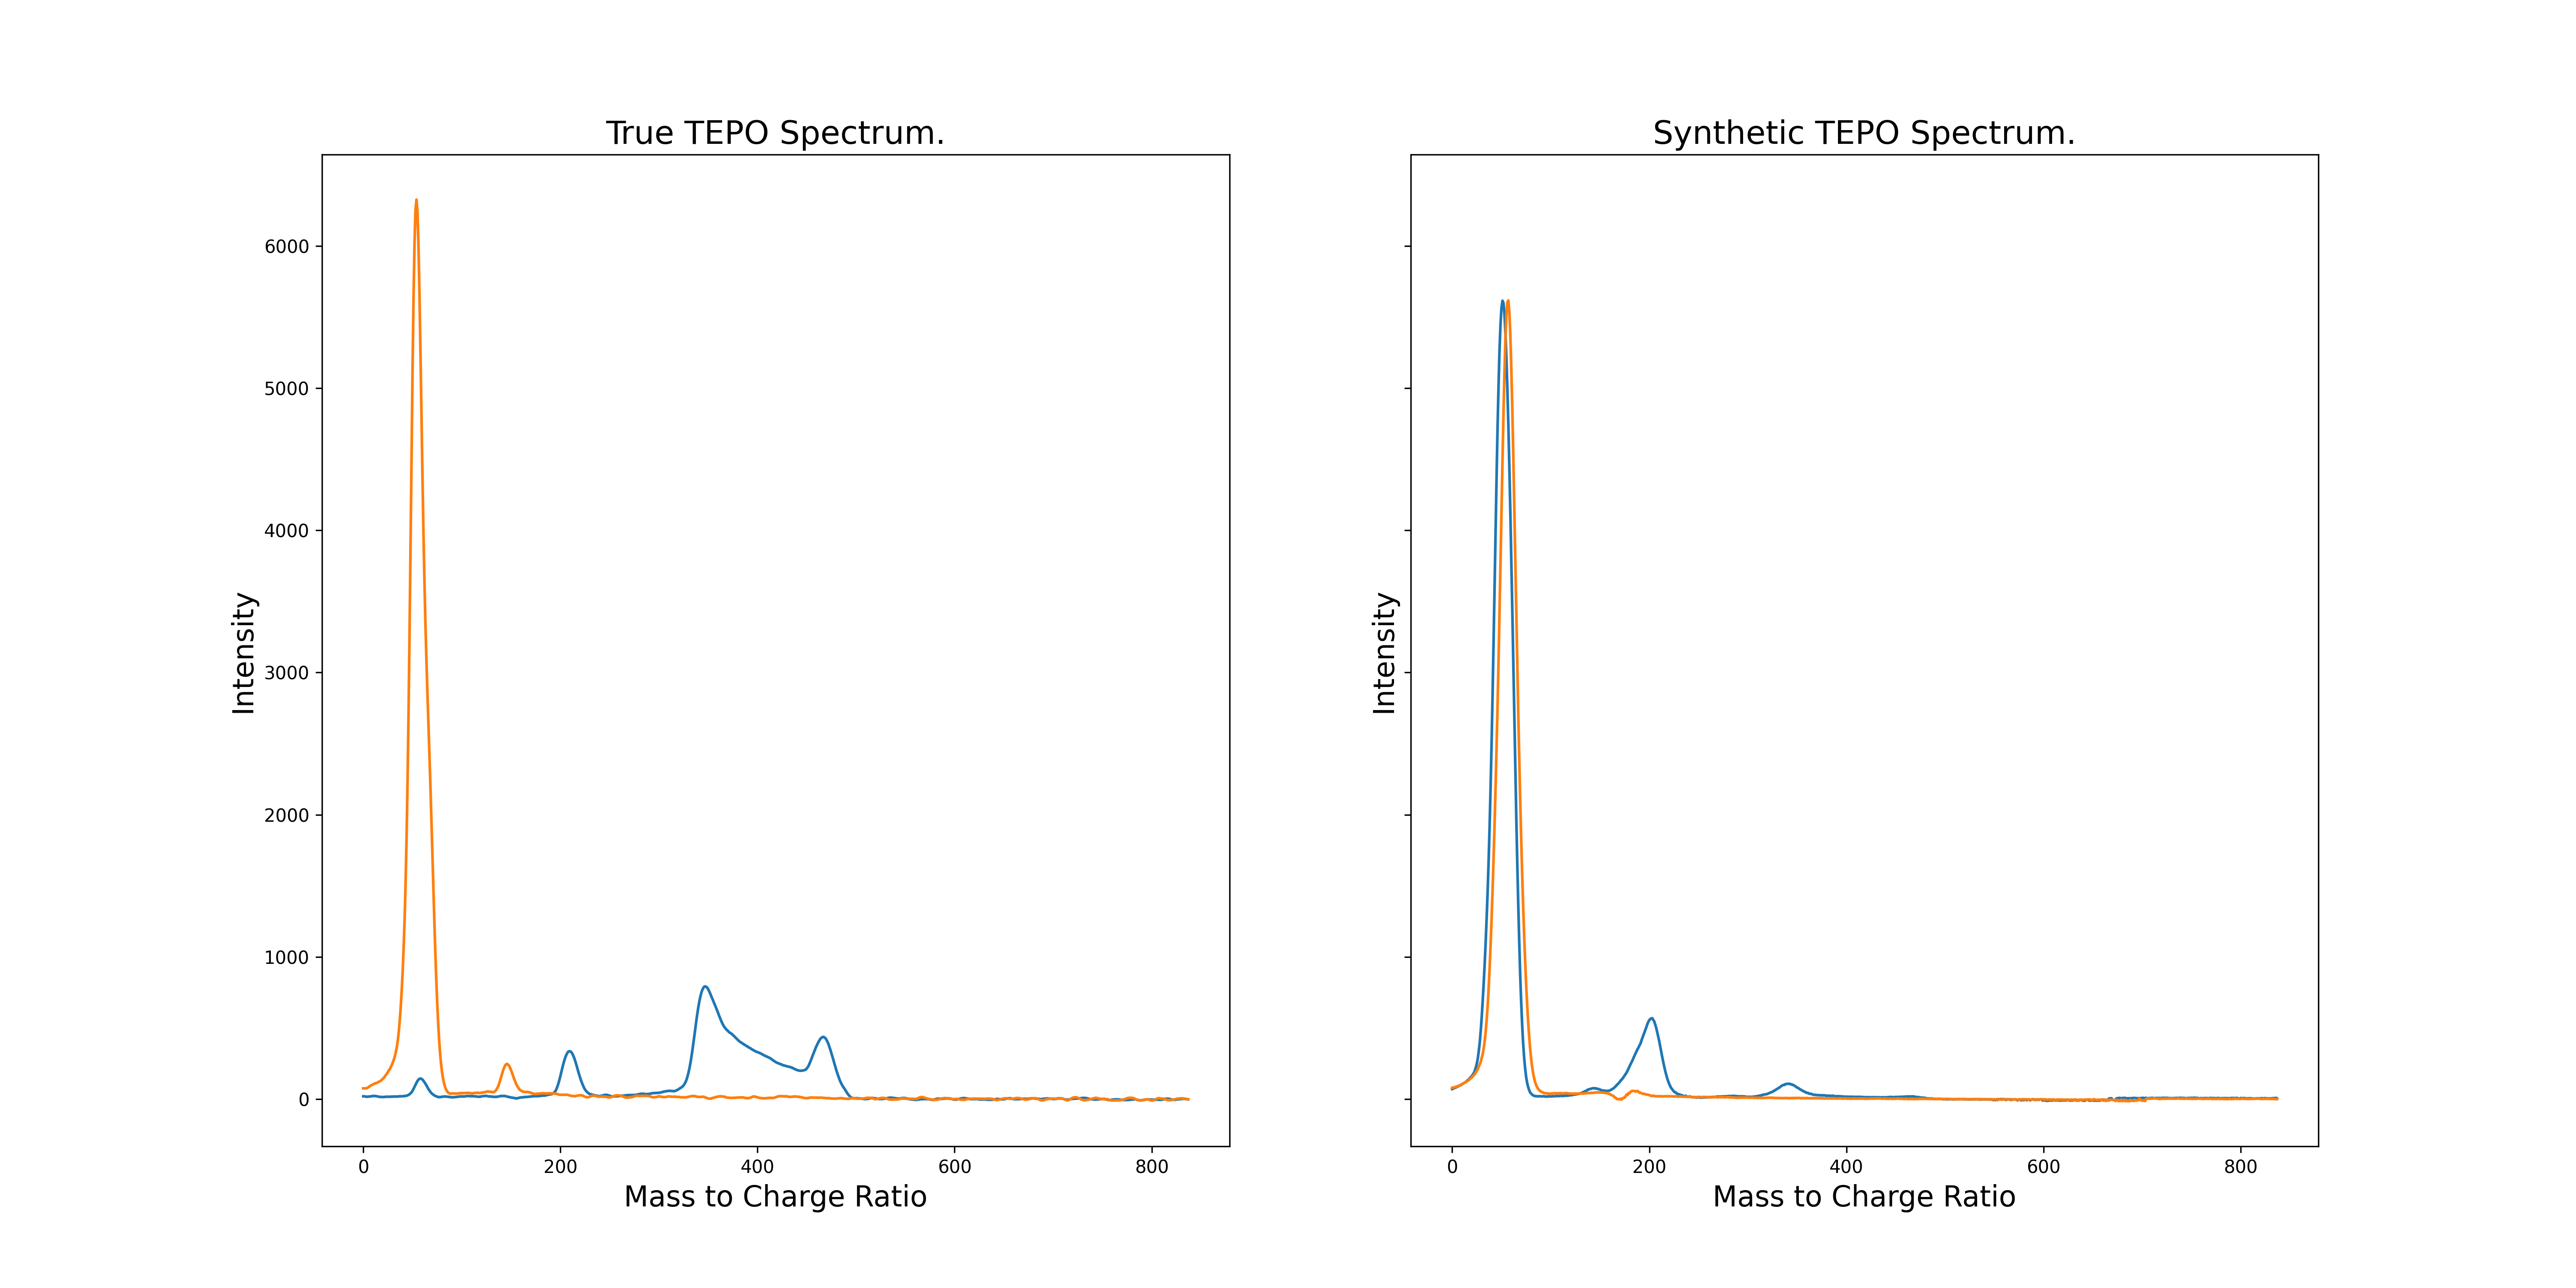 True TEPO Spectrum.
6000
5000
4000
3000
2000
1000
0
Intensity
0 200 400 600 800
Mass to Charge Ratio
Synthetic TEPO Spectrum.
Intensity
0 200 400 600 800
Mass to Charge Ratio